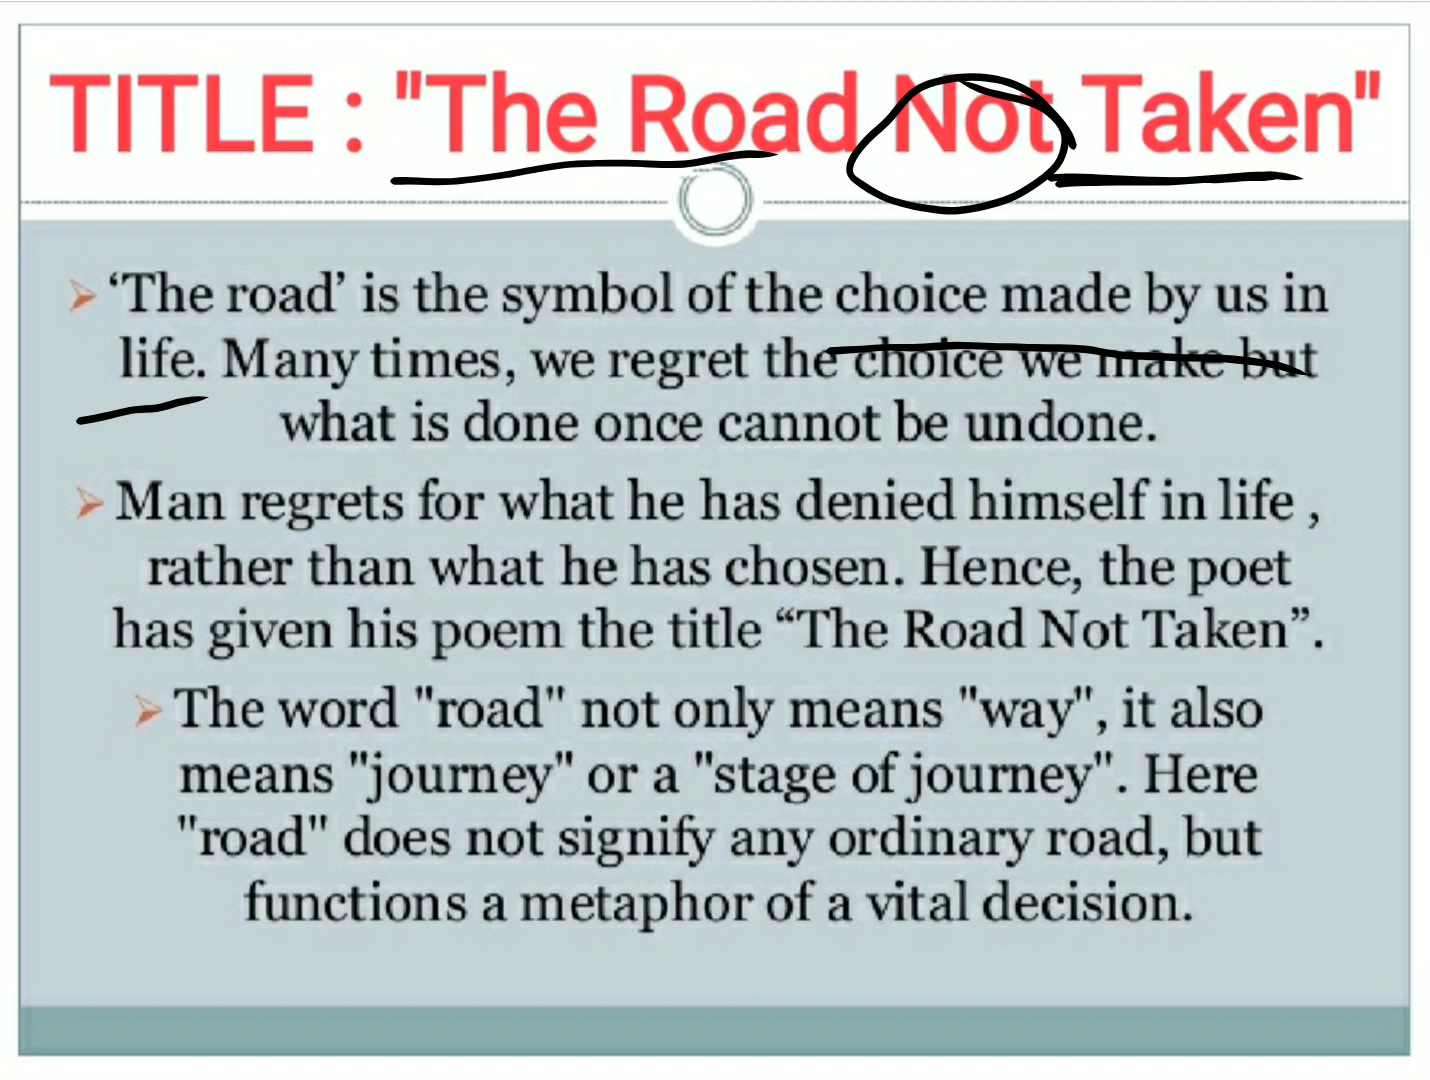 TITLE : "The Road Not Taken"
‘The road’ is the symbol of the choice made by us in
life. Many times, we regret the choice we make but
what is done once cannot be undone.
Man regrets for what he has denied himself in life ,
rather than what he has chosen. Hence, the poet
has given his poem the title “The Road Not Taken”.
The word "road" not only means "way", it also
means "journey" or a "stage of journey". Here
"road" does not signify any ordinary road, but
functions a metaphor of a vital decision.